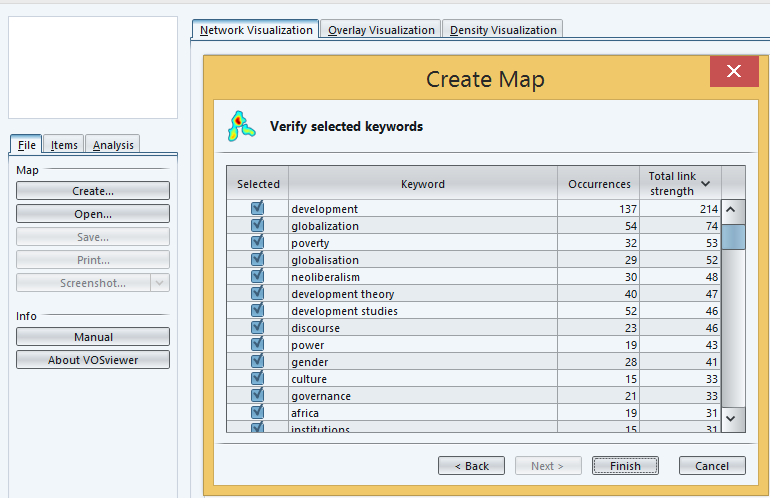 Network Visualization Overlay Visualization Density Visualization
Create Map
Verify selected keywords
File Items Analysis
Map
Create...
Open...
Save...
Print...
Screenshot...
Info
Manual
About VOSviewer
Selected Keyword Occurrences Total link strength
development 137 214
globalization 54 74
poverty 32 53
globalisation 29 52
neoliberalism 30 48
development theory 40 47
development studies 52 46
discourse 23 46
power 19 43
gender 28 41
culture 15 33
governance 21 33
africa 19 31
institutions 15 31
< Back Next > Finish Cancel